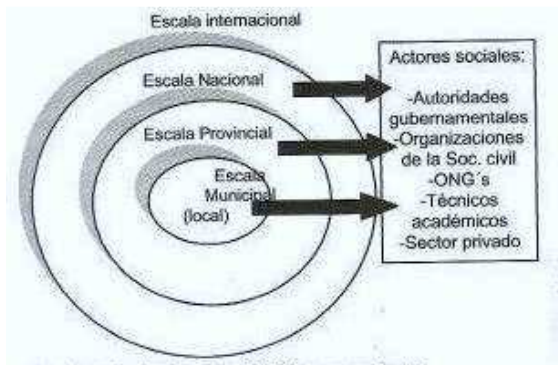 Escala internacional
Escala Nacional
Escala Provincial
Escala
Municipal
(local)
Actores sociales:
-Autoridades
gubernamentales
-Organizaciones
de la Soc. civil
-ONG´s
-Técnicos
académicos
-Sector privado